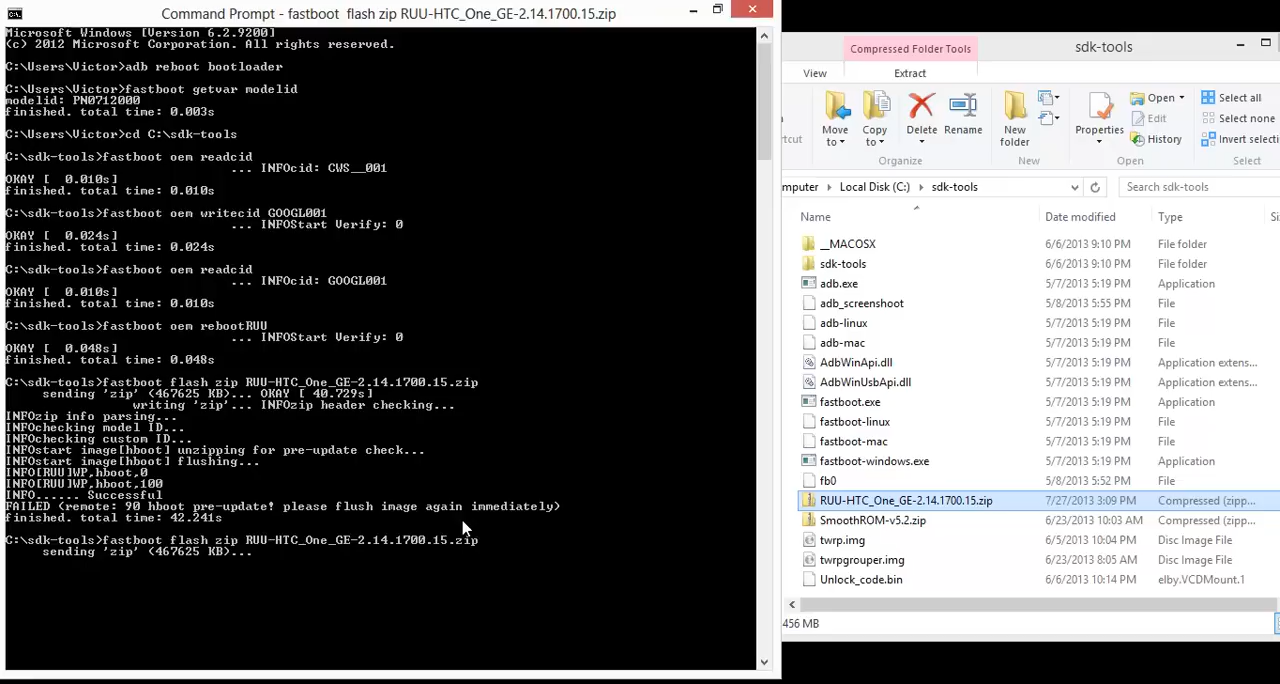 Command Prompt - fastboot  flash zip RUU-HTC_One_GE-2.14.1700.15.zip
Microsoft Windows [Version 6.2.9200]
(c) 2012 Microsoft Corporation. All rights reserved.
C:\Users\Victor>adb reboot bootloader
C:\Users\Victor>fastboot getvar modelid
modelid: PN0712000
finished. total time: 0.003s
C:\Users\Victor>cd C:\sdk-tools
C:\sdk-tools>fastboot oem readcid
... INFOcid: CWS__001
OKAY [  0.010s]
finished. total time: 0.010s
C:\sdk-tools>fastboot oem writecid GOOGL001
... INFOStart Verify: 0
OKAY [  0.024s]
finished. total time: 0.024s
C:\sdk-tools>fastboot oem readcid
... INFOcid: GOOGL001
OKAY [  0.010s]
finished. total time: 0.010s
C:\sdk-tools>fastboot oem rebootRUU
... INFOStart Verify: 0
OKAY [  0.048s]
finished. total time: 0.048s
C:\sdk-tools>fastboot flash zip RUU-HTC_One_GE-2.14.1700.15.zip
sending 'zip' (467625 KB)... OKAY [ 40.729s]
writing 'zip'... INFOzip header checking...
INFOzip info parsing...
INFOchecking model ID...
INFOchecking custom ID...
INFOstart image[hboot] unzipping for pre-update check...
INFOstart image[hboot] flushing...
INFO[RUU]WP,hboot,0
INFO[RUU]WP,hboot,100
INFO...... Successful
FAILED (remote: 90 hboot pre-update! please flush image again immediately)
finished. total time: 42.241s
C:\sdk-tools>fastboot flash zip RUU-HTC_One_GE-2.14.1700.15.zip
sending 'zip' (467625 KB)...
Compressed Folder Tools
sdk-tools
View
Extract
Move to
Copy to
Delete
Rename
New folder
Properties
Open
Edit
History
Select all
Select none
Invert selecti
rtcut
Organize
New
Open
Select
mputer
Local Disk (C:)
sdk-tools
Search sdk-tools
Name
Date modified
Type
Si
__MACOSX 6/6/2013 9:10 PM File folder
sdk-tools 6/6/2013 9:10 PM File folder
adb.exe 5/7/2013 5:19 PM Application
adb_screenshoot 5/8/2013 5:55 PM File
adb-linux 5/7/2013 5:19 PM File
adb-mac 5/7/2013 5:19 PM File
AdbWinApi.dll 5/7/2013 5:19 PM Application extens...
AdbWinUsbApi.dll 5/7/2013 5:19 PM Application extens...
fastboot.exe 5/7/2013 5:19 PM Application
fastboot-linux 5/7/2013 5:19 PM File
fastboot-mac 5/7/2013 5:19 PM File
fastboot-windows.exe 5/7/2013 5:19 PM Application
fb0 5/8/2013 5:52 PM File
RUU-HTC_One_GE-2.14.1700.15.zip 7/27/2013 3:09 PM Compressed (zipp...
SmoothROM-v5.2.zip 6/23/2013 10:03 AM Compressed (zipp...
twrp.img 6/5/2013 10:04 PM Disc Image File
twrpgrouper.img 6/23/2013 8:05 AM Disc Image File
Unlock_code.bin 6/6/2013 10:14 PM elby.VCDMount.1
456 MB